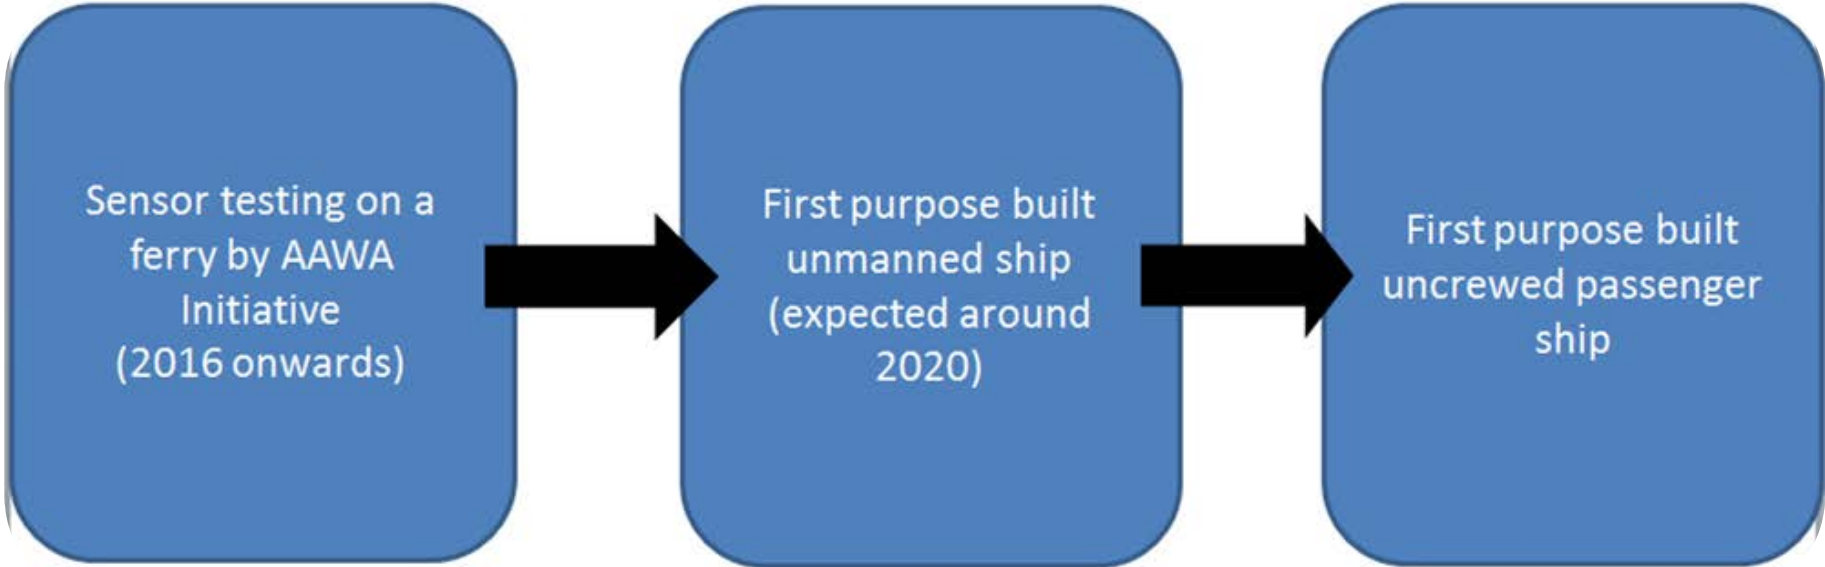 Sensor testing on a
ferry by AAWA
Initiative
(2016 onwards)
First purpose built
unmanned ship
(expected around
2020)
First purpose built
uncrewed passenger
ship